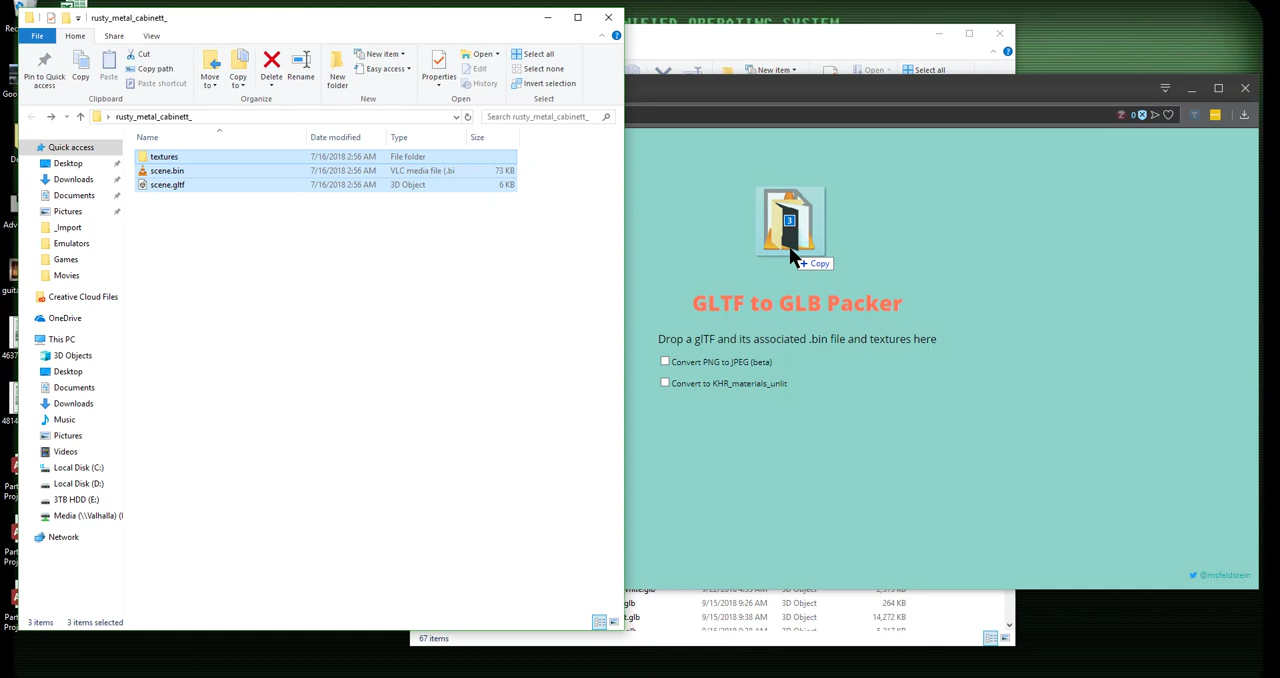 rusty_metal_cabinett_
File Home Share View
Pin to Quick access
Copy
Paste
Cut
Copy path
Paste shortcut
Clipboard
Move to
Copy to
Delete
Rename
Organize
New folder
New item
Easy access
New
Properties
Open
Edit
History
Open
Select all
Select none
Invert selection
Select
rusty_metal_cabinett_
Search rusty_metal_cabinett_
Name Date modified Type Size
textures 7/16/2018 2:56 AM File folder
scene.bin 7/16/2018 2:56 AM VLC media file (.bi 73 KB
scene.gltf 7/16/2018 2:56 AM 3D Object 6 KB
Quick access
Desktop
Downloads
Documents
Pictures
_Import
Emulators
Games
Movies
Creative Cloud Files
OneDrive
This PC
3D Objects
Desktop
Documents
Downloads
Music
Pictures
Videos
Local Disk (C:)
Local Disk (D:)
3TB HDD (E:)
Media (\\Valhalla) (
Network
3 items 3 items selected
OPERATING SYSTEM
New item
Open
Select all
0
3
+ Copy
GLTF to GLB Packer
Drop a glTF and its associated .bin file and textures here
Convert PNG to JPEG (beta)
Convert to KHR_materials_unlit
@msfeldstein
glb 9/15/2018 9:26 AM 3D Object 264 KB
t.glb 9/15/2018 9:38 AM 3D Object 14,272 KB
67 items